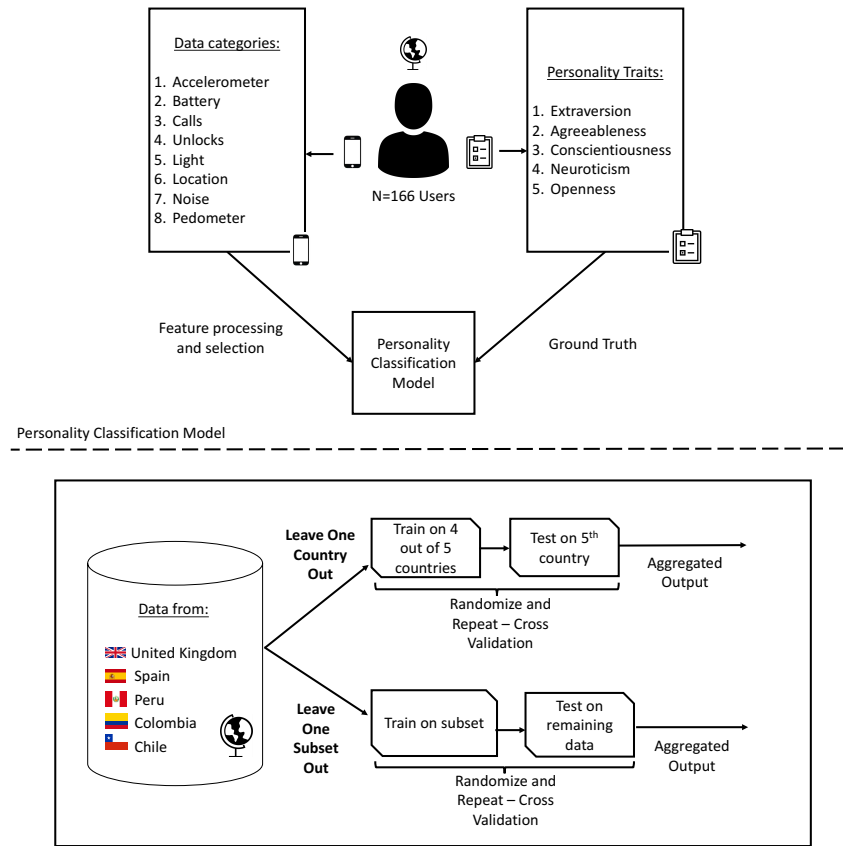 Data categories:
1. Accelerometer
2. Battery
3. Calls
4. Unlocks
5. Light
6. Location
7. Noise
8. Pedometer
N=166 Users
Personality Traits:
1. Extraversion
2. Agreeableness
3. Conscientiousness
4. Neuroticism
5. Openness
Feature processing
and selection
Personality
Classification
Model
Ground Truth
Personality Classification Model
Data from:
United Kingdom
Spain
Peru
Colombia
Chile
Leave One
Country
Out
Train on 4
out of 5
countries
Test on 5th
country
Aggregated
Output
Randomize and
Repeat – Cross
Validation
Leave
One
Subset
Out
Train on subset
Test on
remaining
data
Aggregated
Output
Randomize and
Repeat – Cross
Validation